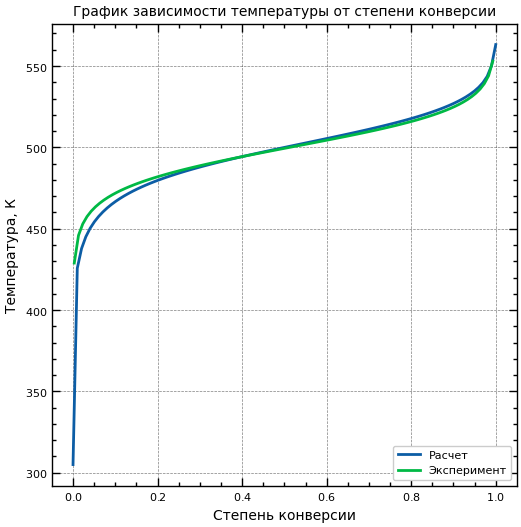 График зависимости температуры от степени конверсии
Температура, К
550
500
450
400
350
300
0.0 0.2 0.4 0.6 0.8 1.0
Степень конверсии
Расчет
Эксперимент